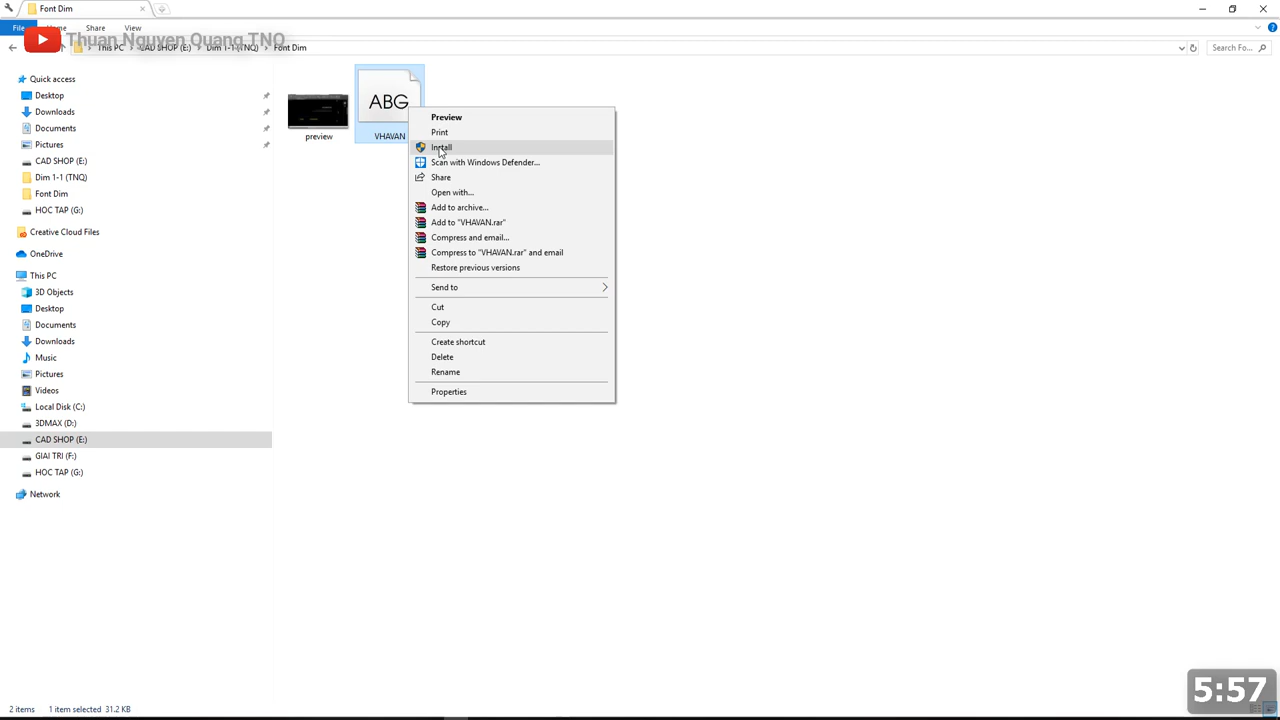 Font Dim
File
Home
Share
View
Thuan Nguyen Quang TNQ
This PC
CAD SHOP (E:)
Dim 1-1 (TNQ)
Font Dim
Search Fo...
Quick access
Desktop
Downloads
Documents
Pictures
CAD SHOP (E:)
Dim 1-1 (TNQ)
Font Dim
HOC TAP (G:)
Creative Cloud Files
OneDrive
This PC
3D Objects
Desktop
Documents
Downloads
Music
Pictures
Videos
Local Disk (C:)
3DMAX (D:)
CAD SHOP (E:)
GIAI TRI (F:)
HOC TAP (G:)
Network
preview
ABG
VHAVAN
Preview
Print
Install
Scan with Windows Defender...
Share
Open with...
Add to archive...
Add to "VHAVAN.rar"
Compress and email...
Compress to "VHAVAN.rar" and email
Restore previous versions
Send to
Cut
Copy
Create shortcut
Delete
Rename
Properties
2 items
1 item selected 31.2 KB
5:57